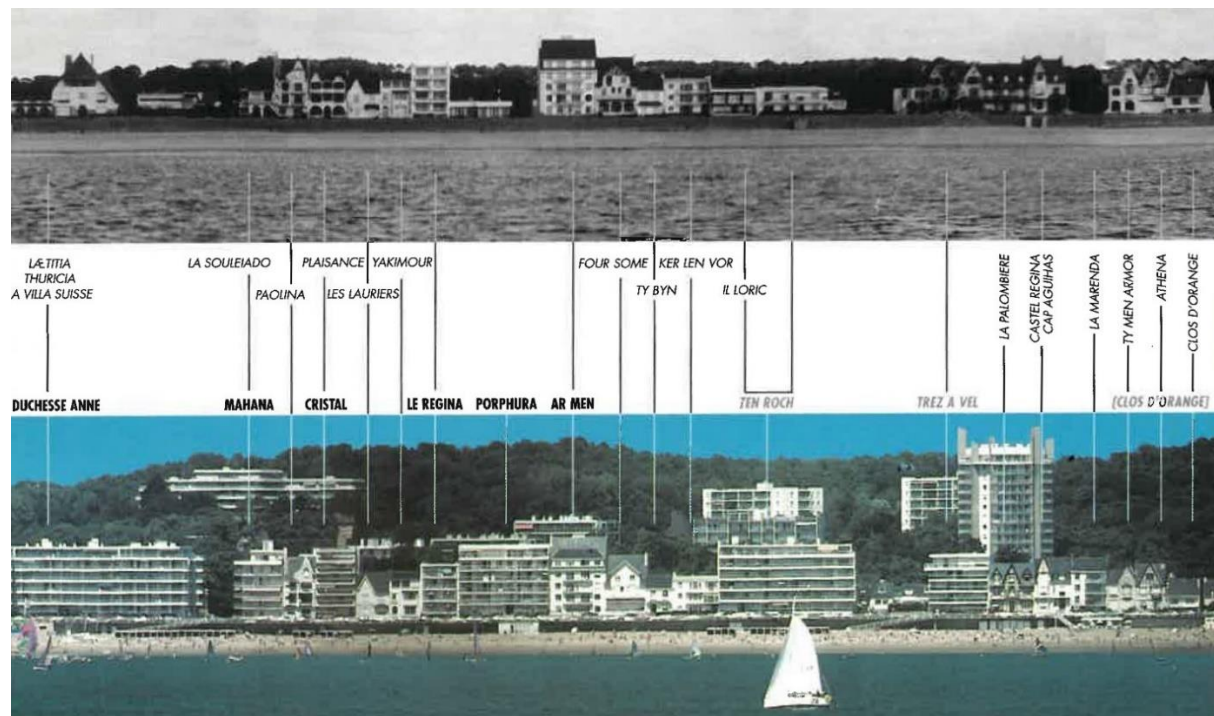 LÆTITIA
THURICIA
A VILLA SUISSE
LA SOULEIADO
PAOLINA
PLAISANCE
LES LAURIERS
YAKIMOUR
FOUR SOME
TY BYN
KER LEN VOR
IL LORIC
LA PALOMBIERE
CASTEL REGINA
CAP AGUIHAS
LA MARENDA
TY MEN ARMOR
ATHENA
CLOS D'ORANGE
DUCHESSE ANNE
MAHANA
CRISTAL
LE REGINA
PORPHURA
AR MEN
TEN ROCH
TREZ A VEL
(CLOS D'ORANGE)